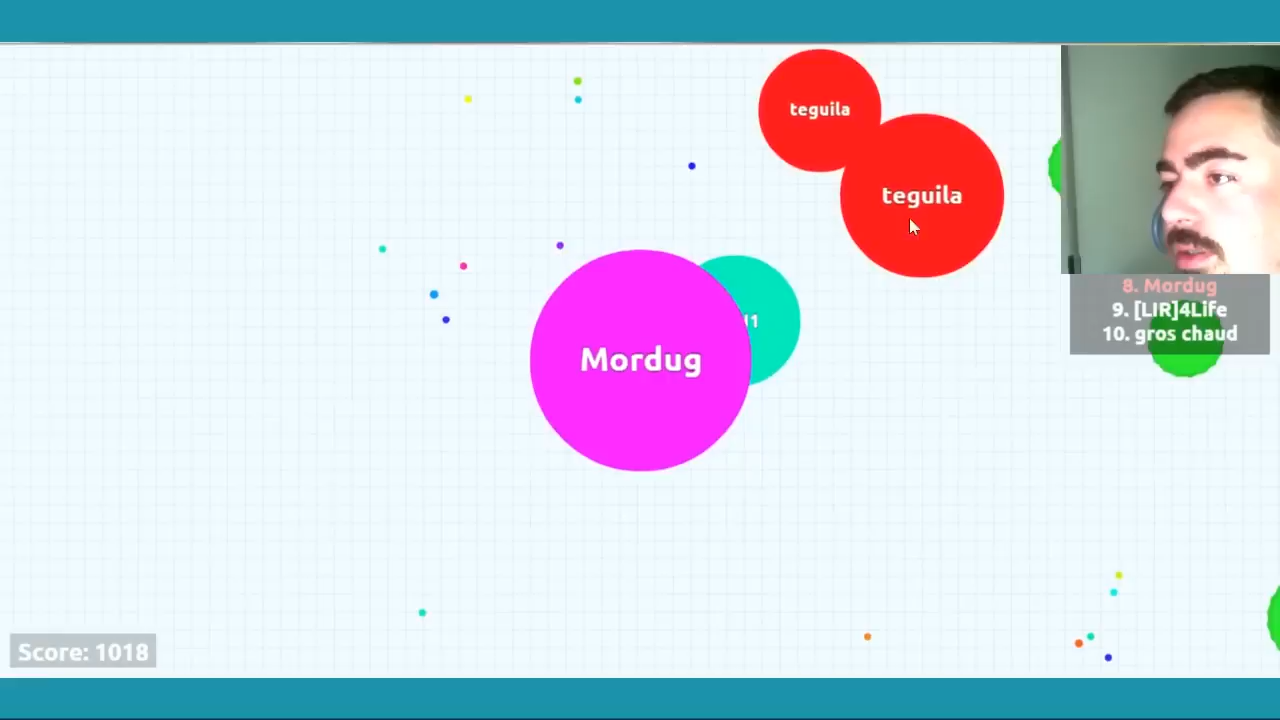 teguila
teguila
Mordug
8. Mordug
9. [LIR]4Life
10. gros chaud
Score: 1018